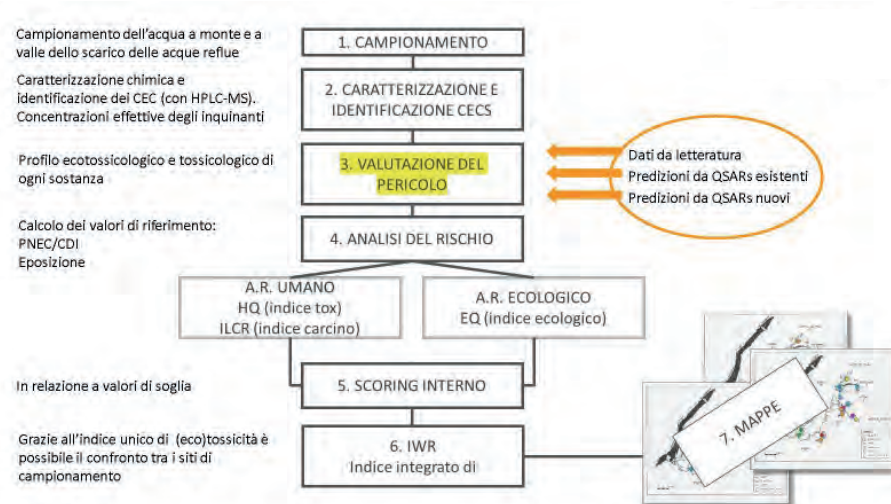 Campionamento dell'acqua a monte e a
valle dello scarico delle acque reflue
1. CAMPIONAMENTO
Caratterizzazione chimica e
identificazione dei CEC (con HPLC-MS).
Concentrazioni effettive degli inquinanti
2. CARATTERIZZAZIONE E
IDENTIFICAZIONE CECS
Profilo ecotossicologico e tossicologico di
ogni sostanza
3. VALUTAZIONE DEL
PERICOLO
Dati da letteratura
Predizioni da QSARs esistenti
Predizioni da QSARs nuovi
Calcolo dei valori di riferimento:
PNEC/CDI
Eposizione
4. ANALISI DEL RISCHIO
A.R. UMANO
HQ (indice tox)
ILCR (indice carcino)
A.R. ECOLOGICO
EQ (indice ecologico)
In relazione a valori di soglia
5. SCORING INTERNO
Grazie all'indice unico di (eco)tossicità è
possibile il confronto tra i siti di
campionamento
6. IWR
Indice integrato di
7. MAPPE